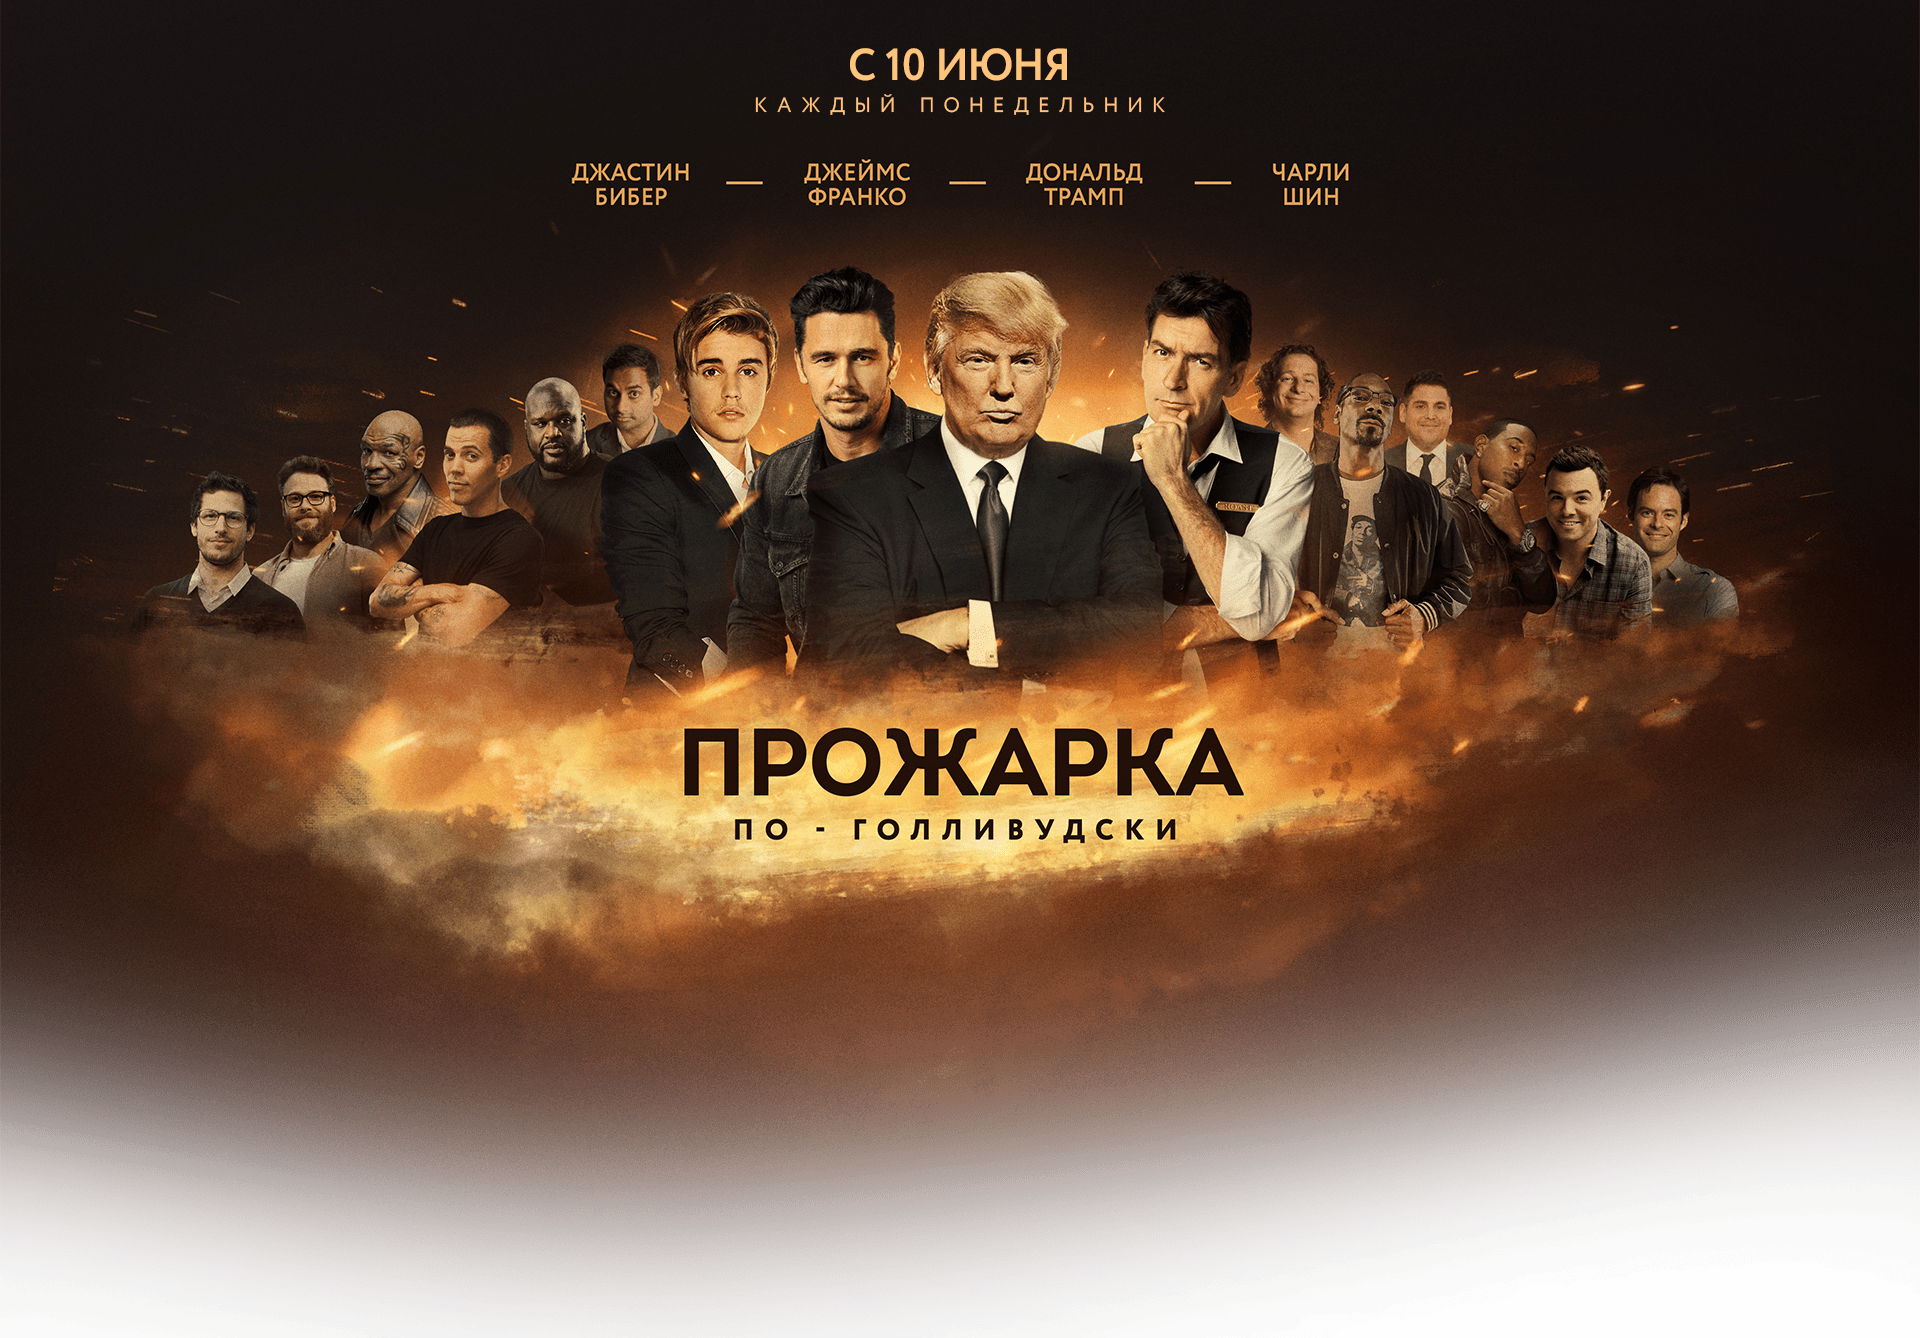 С 10 ИЮНЯ
КАЖДЫЙ ПОНЕДЕЛЬНИК
ДЖАСТИН БИБЕР — ДЖЕЙМС ФРАНКО — ДОНАЛЬД ТРАМП — ЧАРЛИ ШИН
ПРОЖАРКА
ПО - ГОЛЛИВУДСКИ